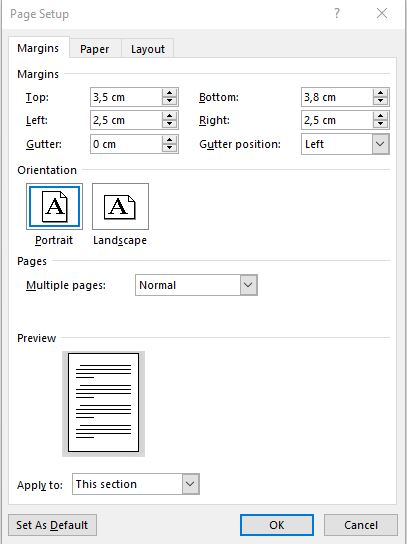 Page Setup ? ×
Margins Paper Layout
Margins
Top: 3,5 cm Bottom: 3,8 cm
Left: 2,5 cm Right: 2,5 cm
Gutter: 0 cm Gutter position: Left
Orientation
A A
Portrait Landscape
Pages
Multiple pages: Normal
Preview
Apply to: This section
Set As Default OK Cancel